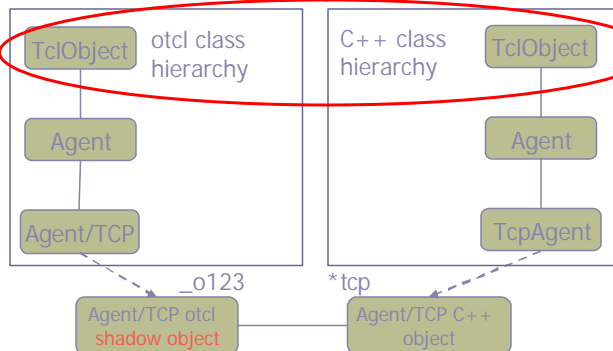 TclObject
otcl class
hierarchy
C++ class
hierarchy
TclObject
Agent
Agent
Agent/TCP
TcpAgent
_o123
*tcp
Agent/TCP otcl
shadow object
Agent/TCP C++
object